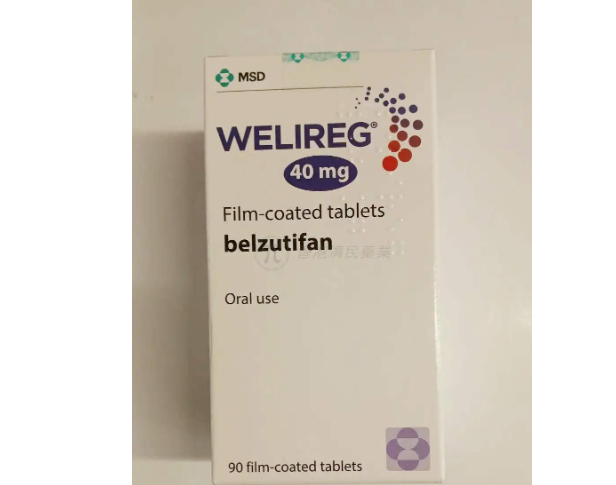 MSD
WELIREG®
40 mg
Film-coated tablets
belzutifan
Oral use
90 film-coated tablets